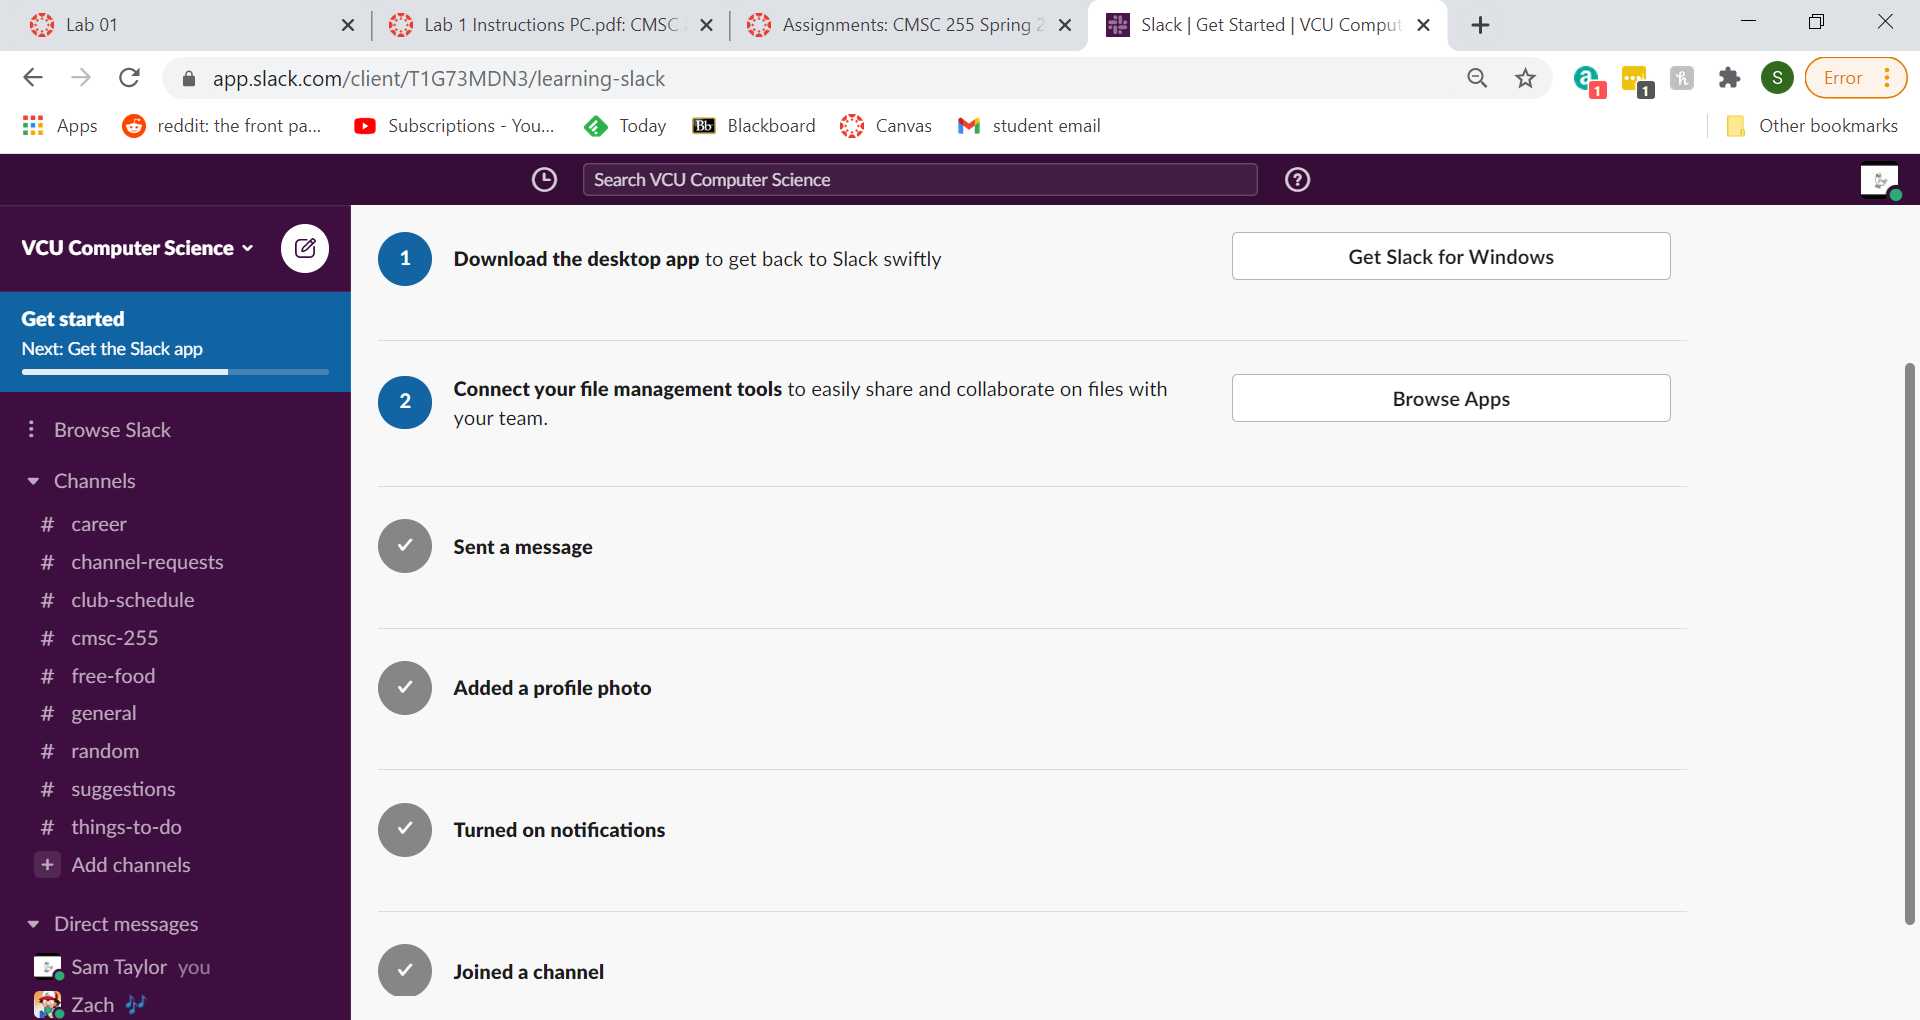 Lab 01
Lab 1 Instructions PC.pdf: CMSC
Assignments: CMSC 255 Spring 2
Slack | Get Started | VCU Comput
app.slack.com/client/T1G73MDN3/learning-slack
1
1
S
Error
Apps
reddit: the front pa...
Subscriptions - You...
Today
Bb
Blackboard
Canvas
student email
Other bookmarks
Search VCU Computer Science
VCU Computer Science
Get started
Next: Get the Slack app
Browse Slack
Channels
# career
# channel-requests
# club-schedule
# cmsc-255
# free-food
# general
# random
# suggestions
# things-to-do
+ Add channels
Direct messages
Sam Taylor you
Zach
1
Download the desktop app to get back to Slack swiftly
Get Slack for Windows
2
Connect your file management tools to easily share and collaborate on files with
your team.
Browse Apps
Sent a message
Added a profile photo
Turned on notifications
Joined a channel